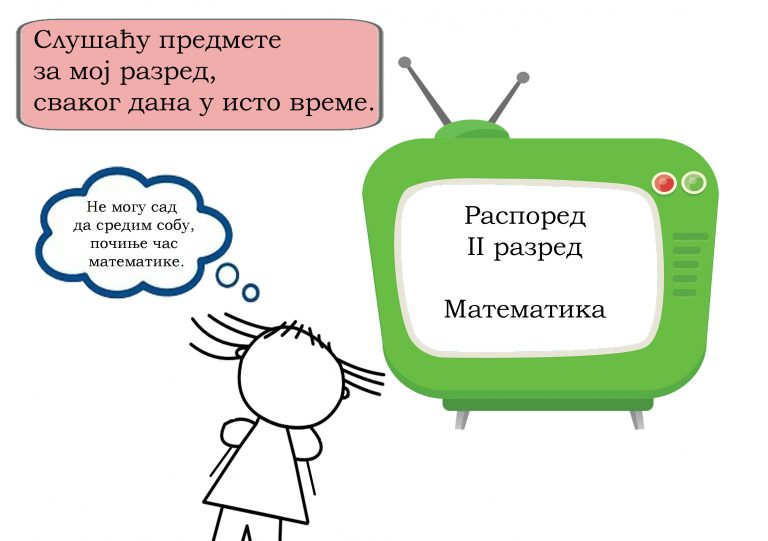 Слушаћу предмете
за мој разред,
сваког дана у исто време.
Не могу сад
да средим собу,
почиње час
математике.
Распоред
II разред
Математика